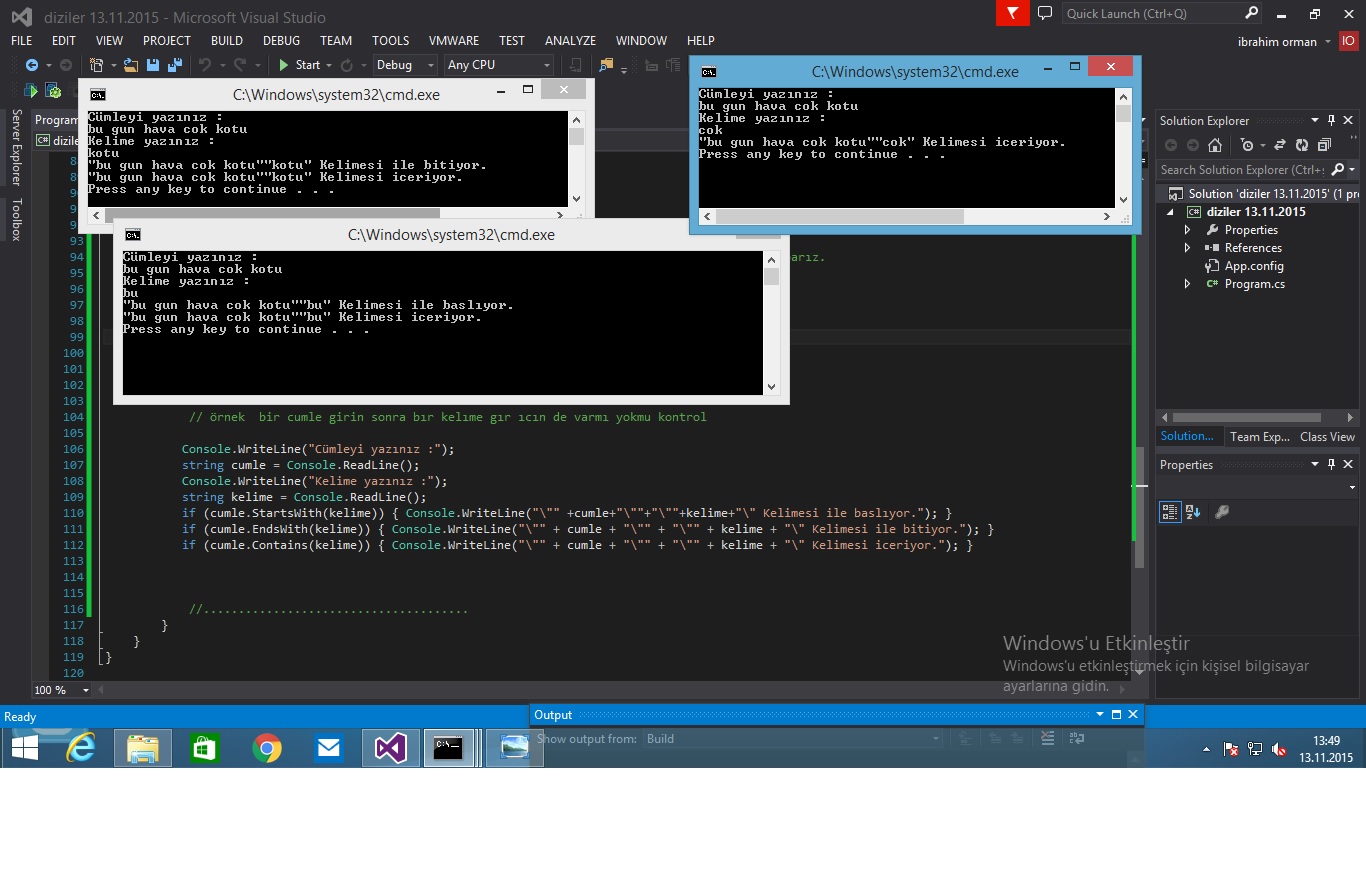 diziler 13.11.2015 - Microsoft Visual Studio
Quick Launch (Ctrl+Q)
FILE EDIT VIEW PROJECT BUILD DEBUG TEAM TOOLS VMWARE TEST ANALYZE WINDOW HELP
ibrahim orman
IO
Start
Debug
Any CPU
Server Explorer
Toolbox
Program
C# dizile
C:\Windows\system32\cmd.exe
Cümleyi yazınız :
bu gun hava cok kotu
Kelime yazınız :
kotu
"bu gun hava cok kotu""kotu" Kelimesi ile bitiyor.
"bu gun hava cok kotu""kotu" Kelimesi iceriyor.
Press any key to continue . . .
C:\Windows\system32\cmd.exe
Cümleyi yazınız :
bu gun hava cok kotu
Kelime yazınız :
cok
"bu gun hava cok kotu""cok" Kelimesi iceriyor.
Press any key to continue . . .
C:\Windows\system32\cmd.exe
Cümleyi yazınız :
bu gun hava cok kotu
Kelime yazınız :
bu
"bu gun hava cok kotu""bu" Kelimesi ile baslıyor.
"bu gun hava cok kotu""bu" Kelimesi iceriyor.
Press any key to continue . . .
93
94 arız.
95
96
97
98
99
100
101
102
103
104 // örnek  bir cumle girin sonra bır kelıme gır ıcın de varmı yokmu kontrol
105
106 Console.WriteLine("Cümleyi yazınız :");
107 string cumle = Console.ReadLine();
108 Console.WriteLine("Kelime yazınız :");
109 string kelime = Console.ReadLine();
110 if (cumle.StartsWith(kelime)) { Console.WriteLine("\"" +cumle+"\""+"\""+kelime+"\" Kelimesi ile baslıyor."); }
111 if (cumle.EndsWith(kelime)) { Console.WriteLine("\"" + cumle + "\"" + "\"" + kelime + "\" Kelimesi ile bitiyor."); }
112 if (cumle.Contains(kelime)) { Console.WriteLine("\"" + cumle + "\"" + "\"" + kelime + "\" Kelimesi iceriyor."); }
113
114
115
116 //......................................
117 }
118 }
119 }
120
100 %
Solution Explorer
Search Solution Explorer (Ctrl+
Solution 'diziler 13.11.2015' (1 pr
C# diziler 13.11.2015
Properties
References
App.config
C# Program.cs
Solution... Team Exp... Class View
Properties
Windows'u Etkinleştir
Windows'u etkinleştirmek için kişisel bilgisayar
ayarlarına gidin.
Ready
Output
Show output from: Build
13:49
13.11.2015